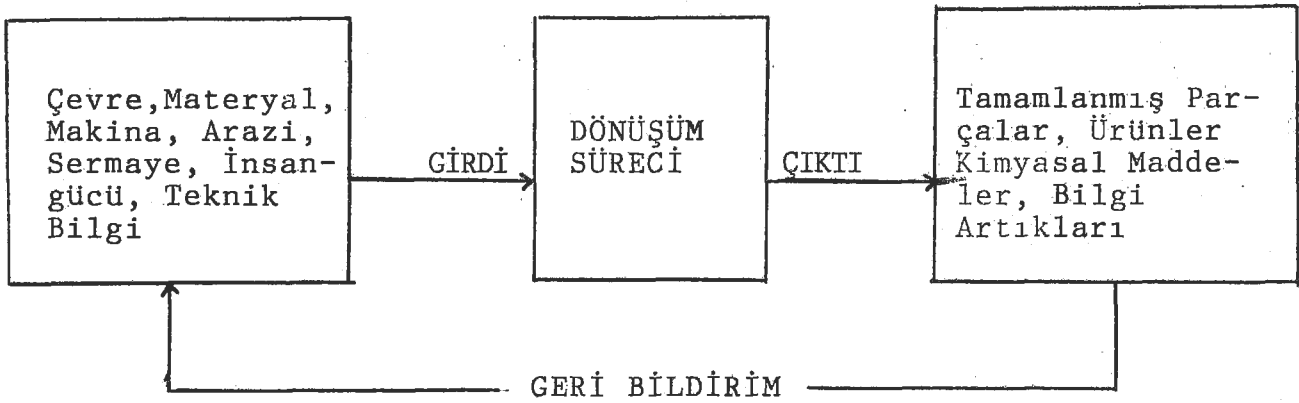 Çevre,Materyal,
Makina, Arazi,
Sermaye, İnsan-
gücü, Teknik
Bilgi
GİRDİ
DÖNÜŞÜM
SÜRECİ
ÇIKTI
Tamamlanmış Par-
çalar, Ürünler
Kimyasal Madde-
ler, Bilgi
Artıkları
GERİ BİLDİRİM